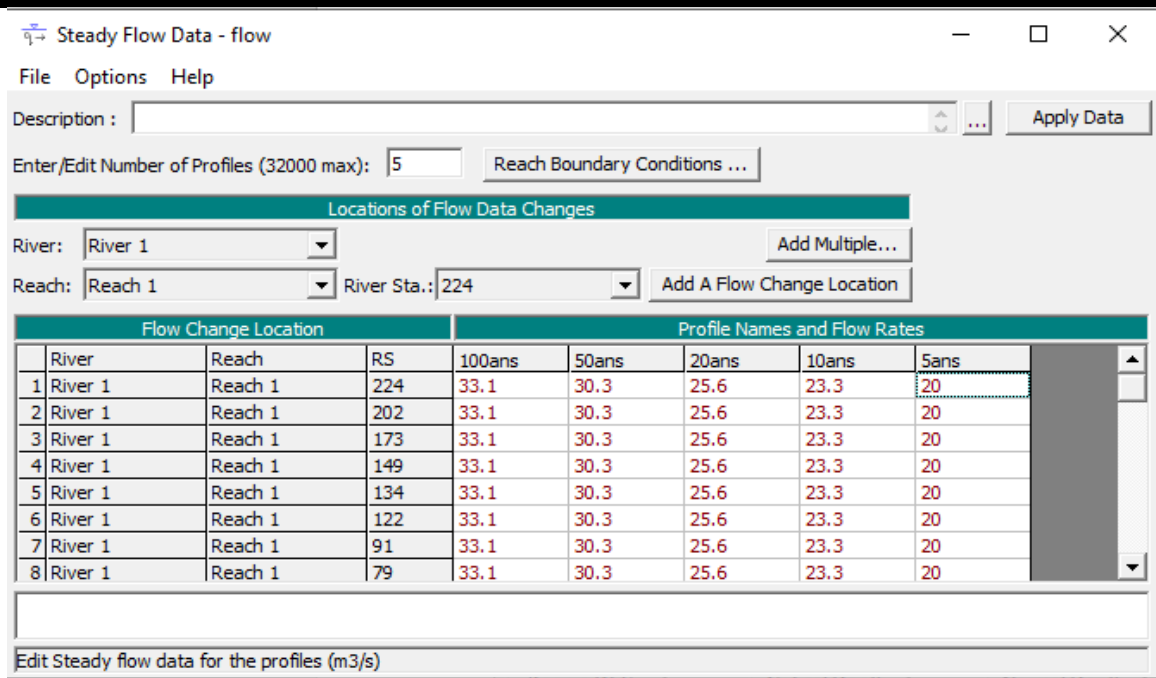 Steady Flow Data - flow
File Options Help
Description : ... Apply Data
Enter/Edit Number of Profiles (32000 max): 5 Reach Boundary Conditions ...
Locations of Flow Data Changes
River: River 1 Add Multiple...
Reach: Reach 1 River Sta.: 224 Add A Flow Change Location
Flow Change Location Profile Names and Flow Rates
River Reach RS 100ans 50ans 20ans 10ans 5ans
1 River 1 Reach 1 224 33.1 30.3 25.6 23.3 20
2 River 1 Reach 1 202 33.1 30.3 25.6 23.3 20
3 River 1 Reach 1 173 33.1 30.3 25.6 23.3 20
4 River 1 Reach 1 149 33.1 30.3 25.6 23.3 20
5 River 1 Reach 1 134 33.1 30.3 25.6 23.3 20
6 River 1 Reach 1 122 33.1 30.3 25.6 23.3 20
7 River 1 Reach 1 91 33.1 30.3 25.6 23.3 20
8 River 1 Reach 1 79 33.1 30.3 25.6 23.3 20
Edit Steady flow data for the profiles (m3/s)